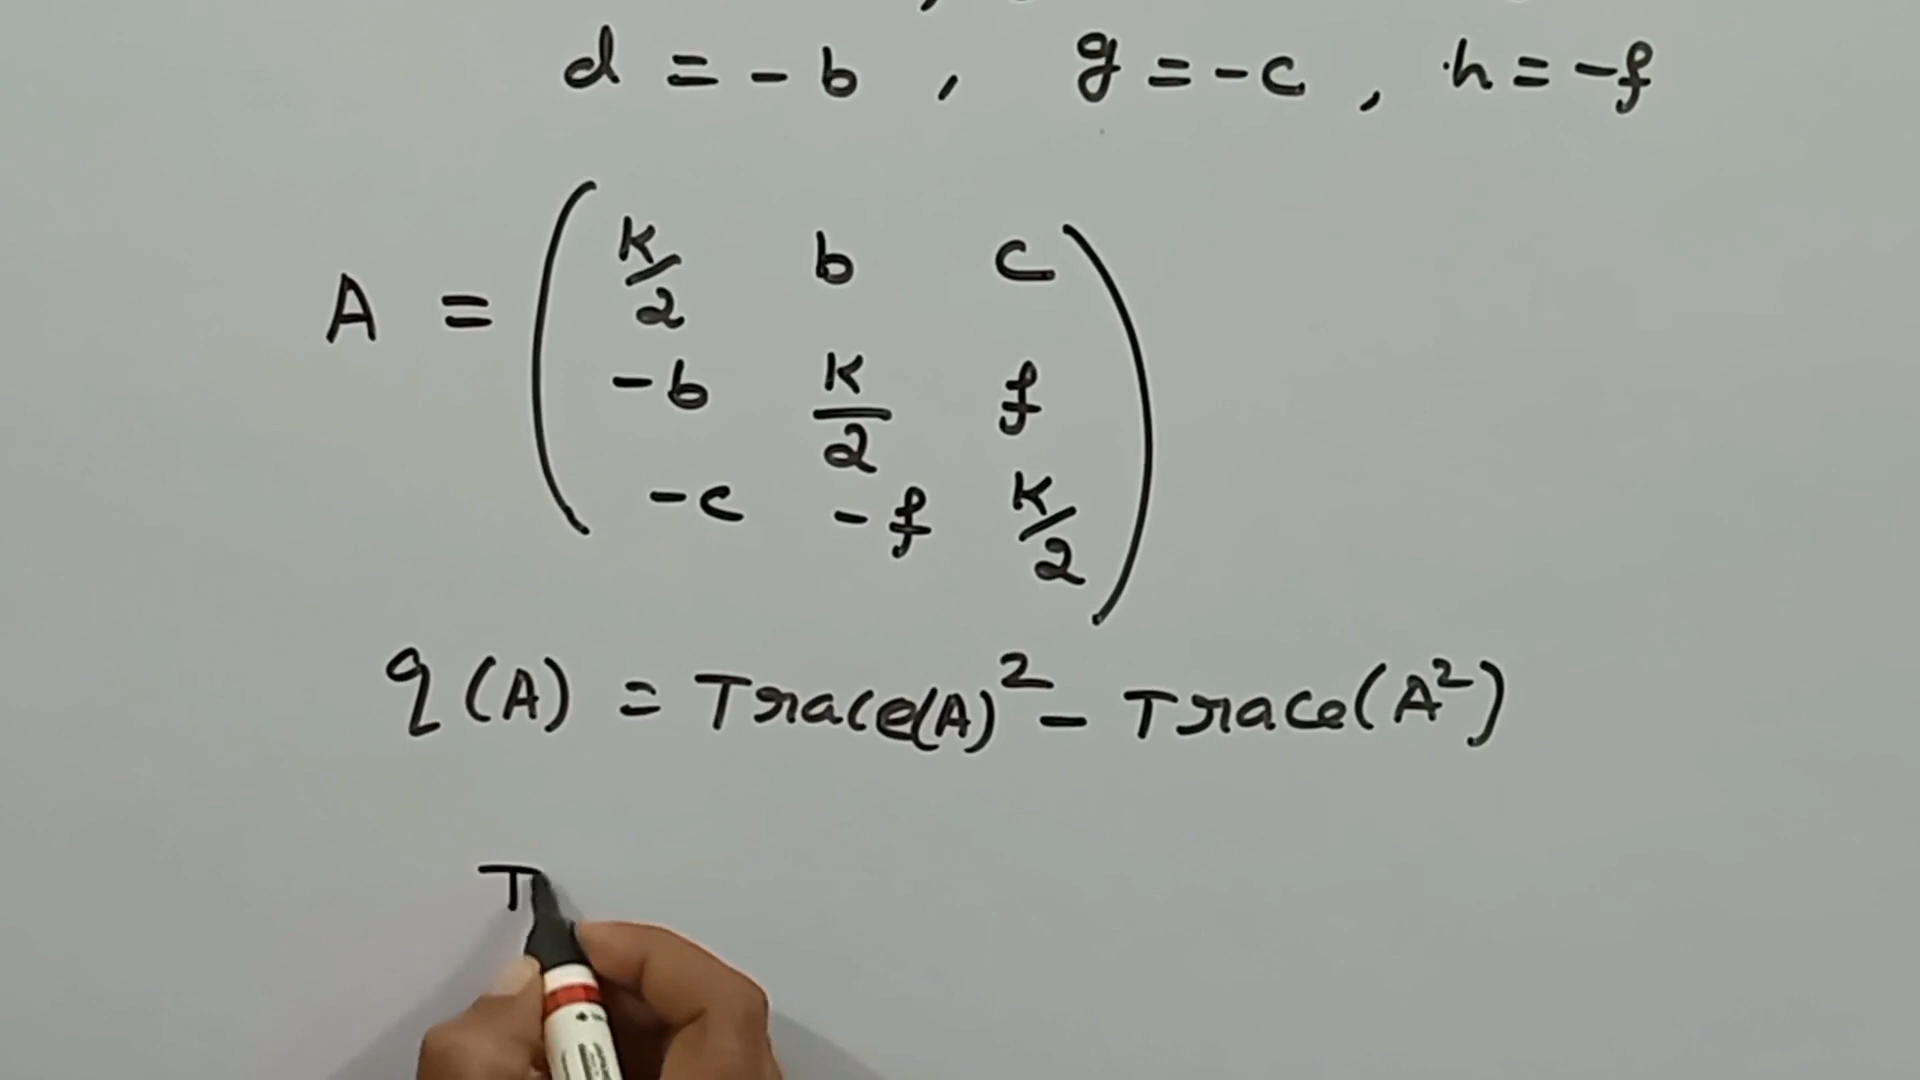 d = - b , g = - c , h = - f
A = ( k/2 b c
- b k/2 f
- c - f k/2 )
q (A) = Trace(A)² - Trace(A²)
T